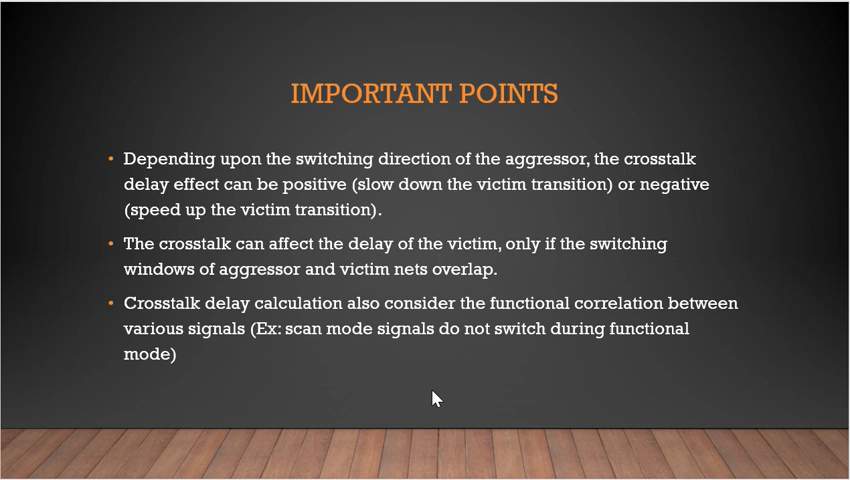 IMPORTANT POINTS
• Depending upon the switching direction of the aggressor, the crosstalk
delay effect can be positive (slow down the victim transition) or negative
(speed up the victim transition).
• The crosstalk can affect the delay of the victim, only if the switching
windows of aggressor and victim nets overlap.
• Crosstalk delay calculation also consider the functional correlation between
various signals (Ex: scan mode signals do not switch during functional
mode)